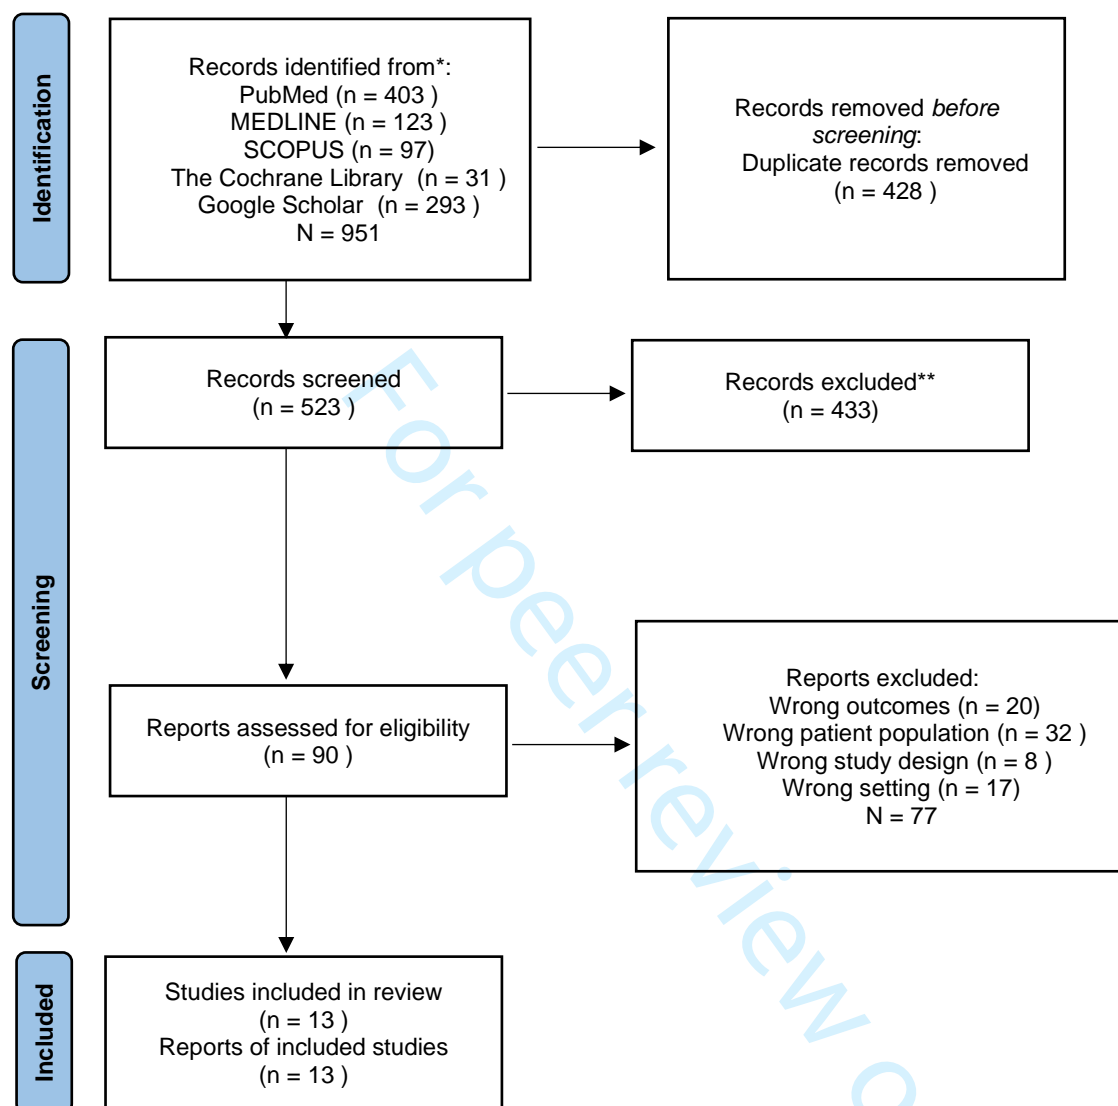 Identification
Records identified from*:
PubMed (n = 403 )
MEDLINE (n = 123 )
SCOPUS (n = 97)
The Cochrane Library  (n = 31 )
Google Scholar  (n = 293 )
N = 951
Records removed before
screening:
Duplicate records removed
(n = 428 )
Screening
Records screened
(n = 523 )
Records excluded**
(n = 433)
Reports assessed for eligibility
(n = 90 )
Reports excluded:
Wrong outcomes (n = 20)
Wrong patient population (n = 32 )
Wrong study design (n = 8 )
Wrong setting (n = 17)
N = 77
Included
Studies included in review
(n = 13 )
Reports of included studies
(n = 13 )
For peer review o